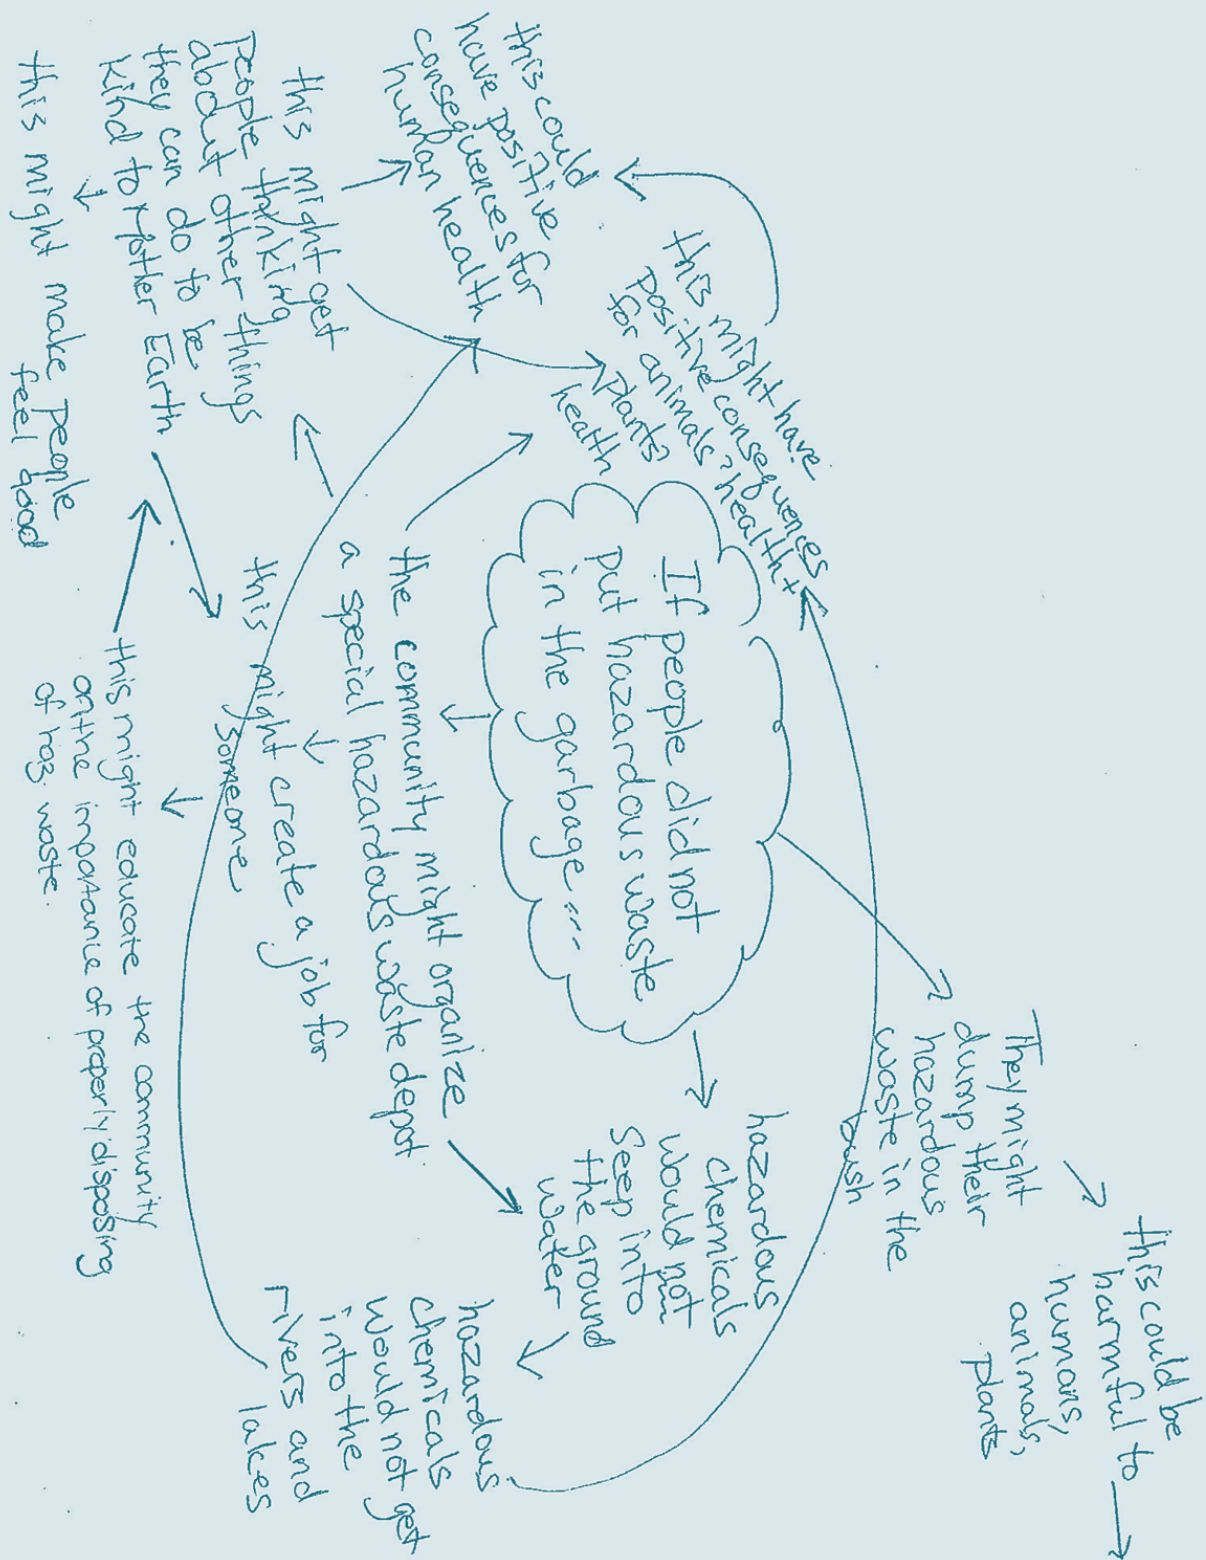 If people did not
put hazardous waste
in the garbage...
They might
dump their
hazardous
waste in the
bush
this could be
harmful to
humans,
animals,
plants
hazardous
chemicals
would not
seep into
the ground
water
hazardous
chemicals
would not get
into the
rivers and
lakes
the community might organize
a special hazardous waste depot
this might create a job for
someone
this might educate the community
on the importance of properly disposing
of haz. waste.
this might get
people thinking
about other things
they can do to be
kind to Mother Earth
this might make people
feel good
this could
have positive
consequences for
human health
this might have
positive consequences
for animals' health +
plants'
health